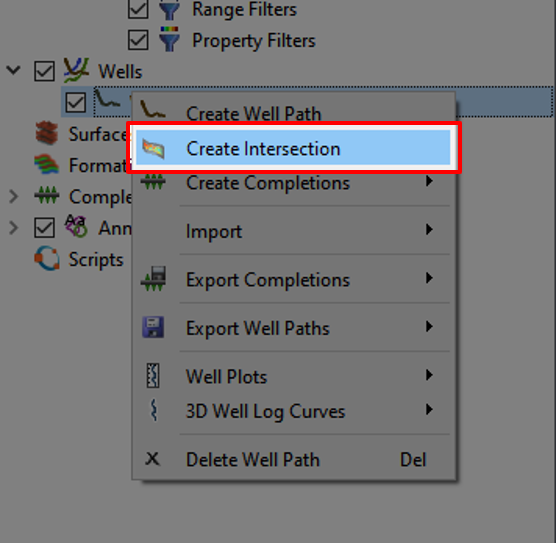 Range Filters
Property Filters
Wells
Create Well Path
Surface
Create Intersection
Format
Create Completions
Comple
Import
Ann
Scripts
Export Completions
Export Well Paths
Well Plots
3D Well Log Curves
Delete Well Path Del